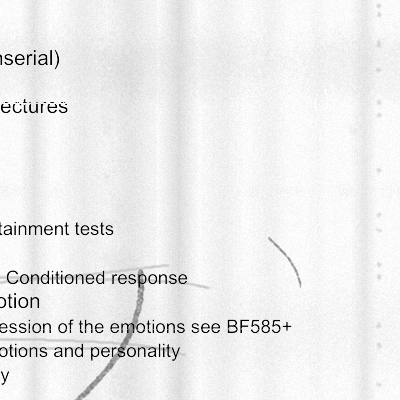 nserial)
ectures
tainment tests
Conditioned response
otion
ession of the emotions see BF585+
otions and personality
y